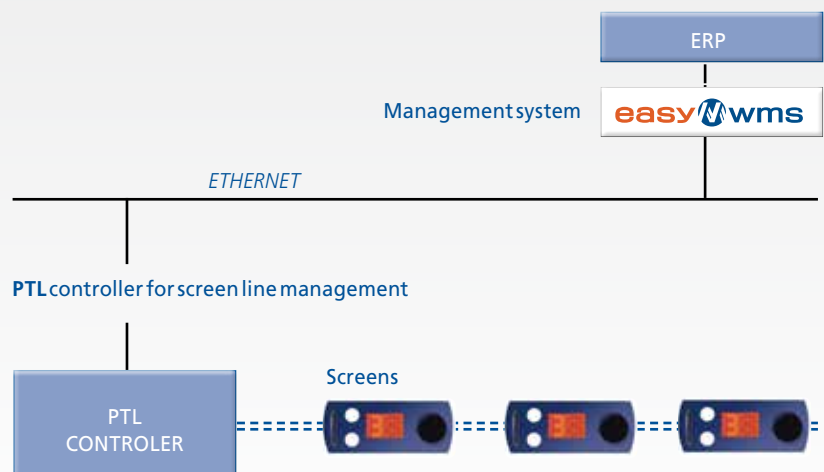 ERP
Management system
easy wms
ETHERNET
PTL controller for screen line management
Screens
PTL
CONTROLER